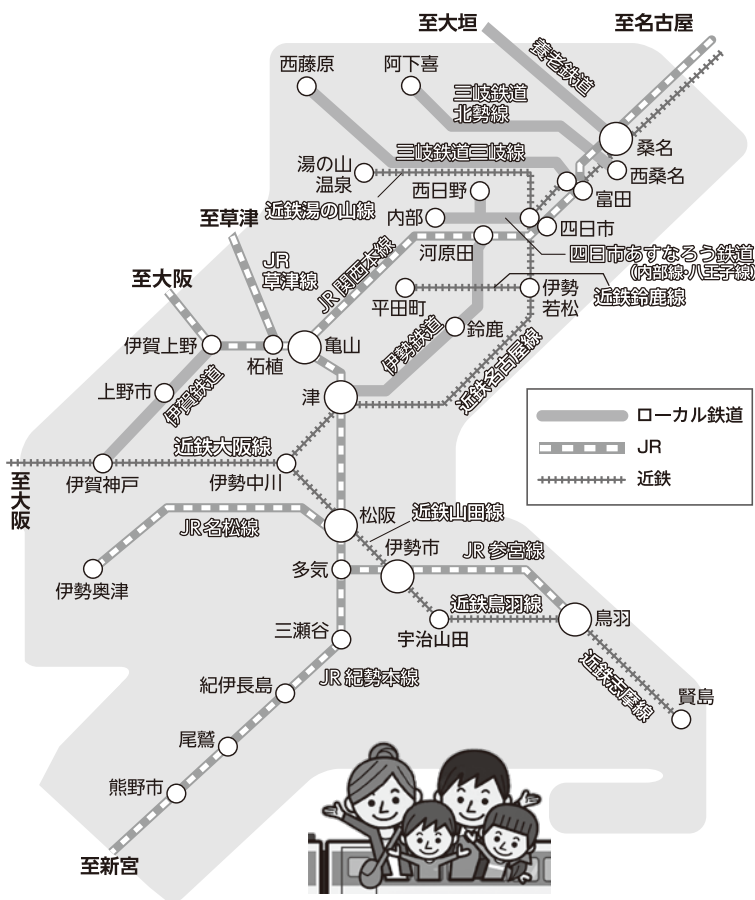 至大垣
至名古屋
養老鉄道
西藤原
阿下喜
三岐鉄道
北勢線
桑名
三岐鉄道三岐線
湯の山
温泉
西桑名
西日野
富田
近鉄湯の山線
至草津
内部
四日市
河原田
四日市あすなろう鉄道
(内部線・八王子線)
JR
草津線
JR 関西本線
至大阪
平田町
伊勢
若松
近鉄鈴鹿線
伊賀上野
柘植
亀山
伊勢鉄道
鈴鹿
近鉄名古屋線
上野市
伊賀鉄道
津
ローカル鉄道
JR
近鉄
近鉄大阪線
至大阪
伊賀神戸
伊勢中川
JR 名松線
松阪
近鉄山田線
伊勢市
JR 参宮線
伊勢奥津
多気
近鉄鳥羽線
鳥羽
宇治山田
三瀬谷
近鉄志摩線
JR 紀勢本線
紀伊長島
賢島
尾鷲
熊野市
至新宮